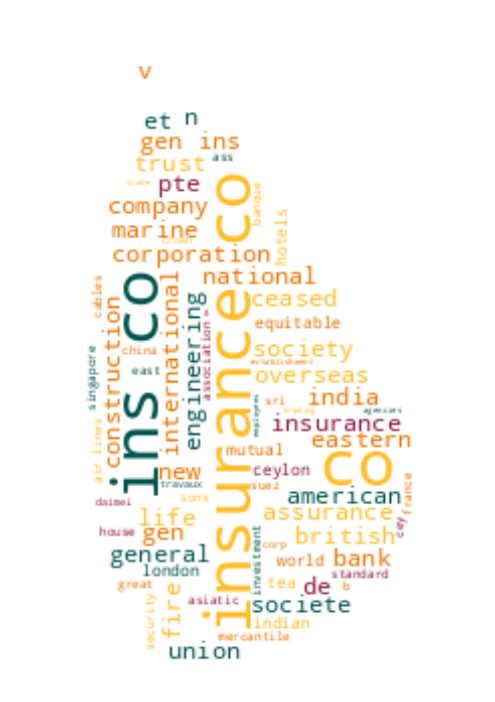 v
et n
gen ins
trust ass
trade
pte
company
marine
crown
corporation
banque
hotels
national
insurance co
ins co
international
engineering
association
construction
cables
singapore
air lines
china
east
ceased
equitable
society
establishment
overseas
sri india
trading agencies
employees
insurance
eastern
mutual
co
new
ceylon
travaux
suez
american
france
cey
sons
daimei
life
assurance
house gen
british
general
corp
investment
world bank
london
standard
great
tea de b
fire
security
asiatic
societe
indian
mercantile
union